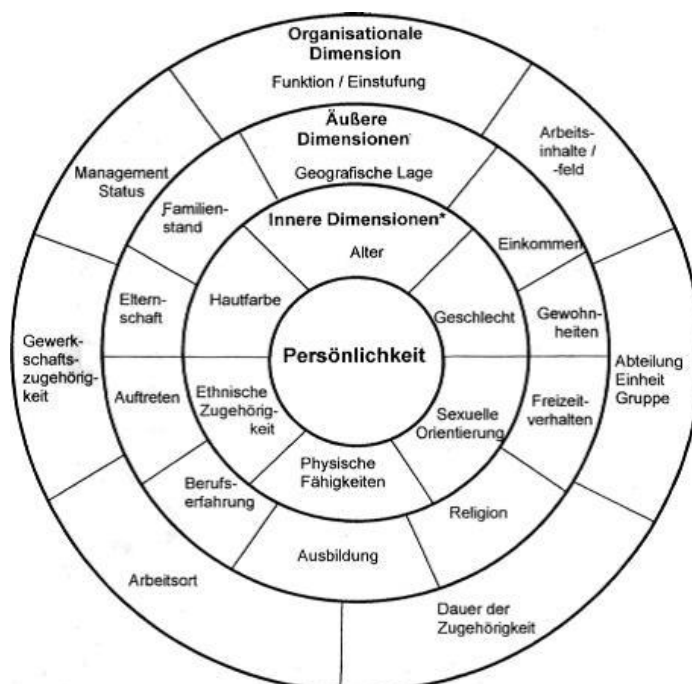 Organisationale
Dimension
Funktion / Einstufung
Arbeits-
inhalte /
-feld
Abteilung
Einheit
Gruppe
Dauer der
Zugehörigkeit
Arbeitsort
Gewerk-
schafts-
zugehörig-
keit
Management
Status
Äußere
Dimensionen
Geografische Lage
Einkommen
Gewohn-
heiten
Freizeit-
verhalten
Religion
Ausbildung
Berufs-
erfahrung
Auftreten
Eltern-
schaft
Familien-
stand
Innere Dimensionen*
Alter
Geschlecht
Sexuelle
Orientierung
Physische
Fähigkeiten
Ethnische
Zugehörig-
keit
Hautfarbe
Persönlichkeit